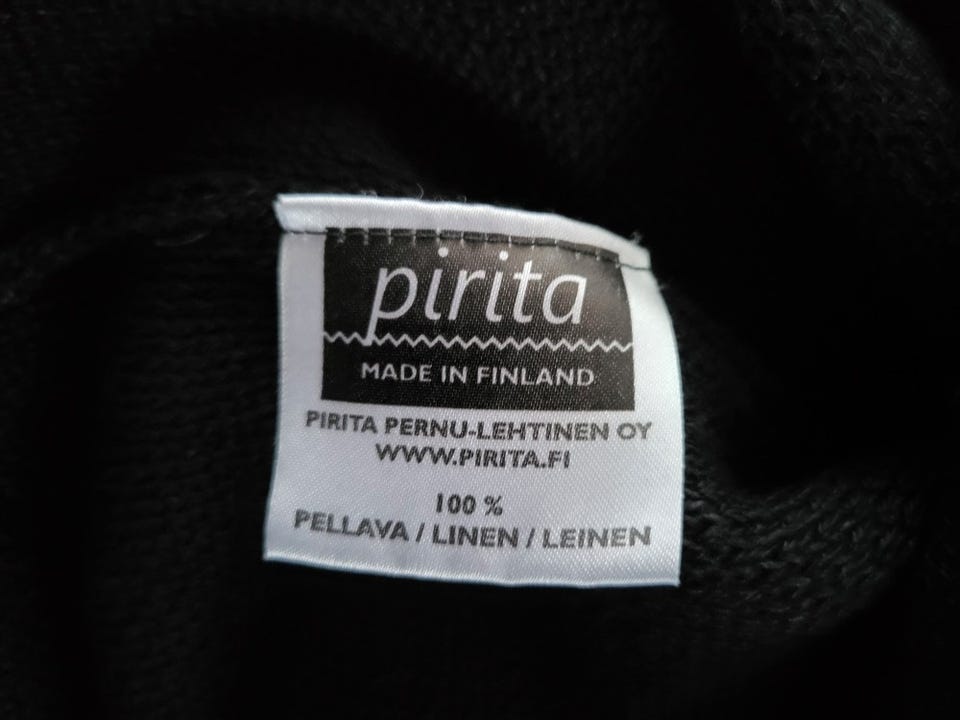 pirita
MADE IN FINLAND
PIRITA PERNU-LEHTINEN OY
WWW.PIRITA.FI
100 %
PELLAVA / LINEN / LEINEN